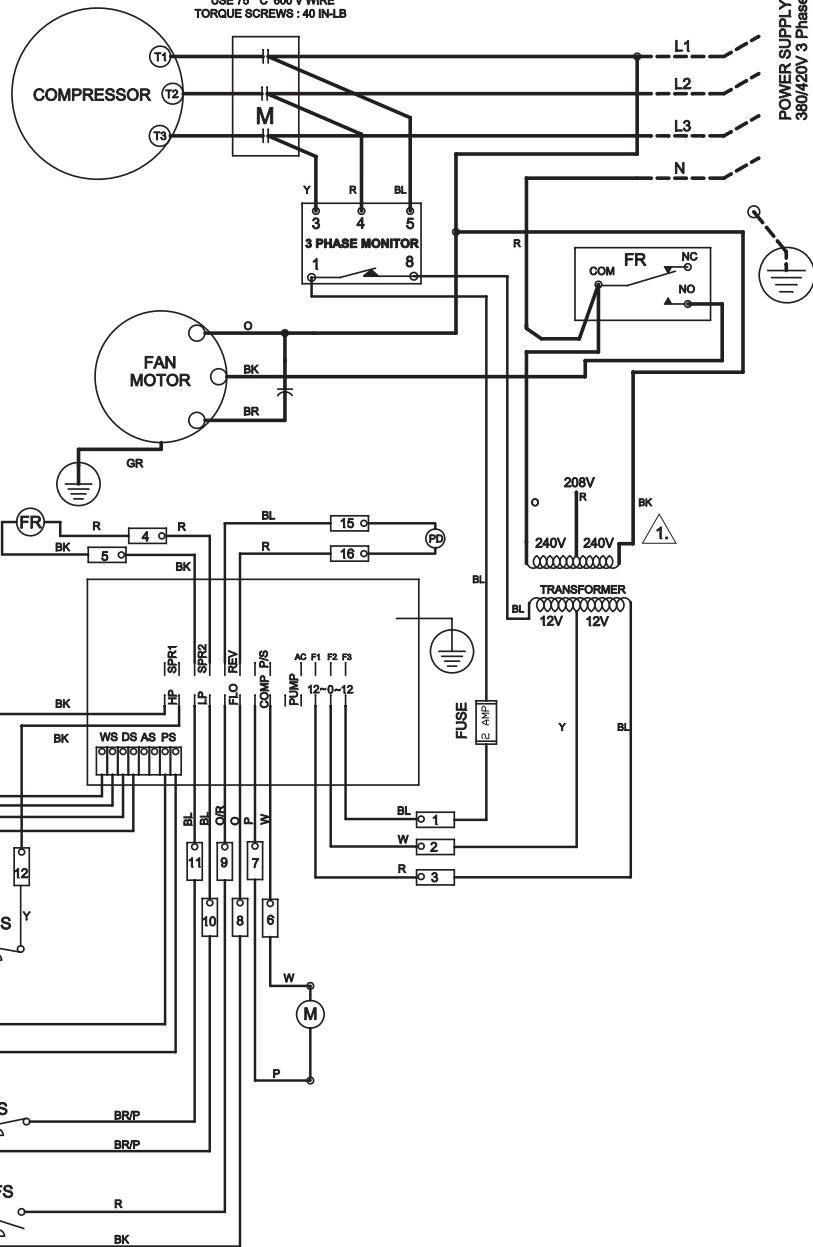 USE 75 °C 600 V WIRE
TORQUE SCREWS : 40 IN-LB
POWER SUPPLY
380/420V 3 Phase
COMPRESSOR
T1
T2
T3
M
L1
L2
L3
N
Y
R
BL
3
4
5
3 PHASE MONITOR
1
8
R
FR
COM
NC
NO
FAN
MOTOR
O
BK
BR
GR
208V
R
O
BK
1.
240V
240V
TRANSFORMER
12V
12V
BL
BL
Y
BL
FR
R
4
R
BK
5
BK
BL
15
R
16
PD
SPR1
SPR2
REV
P/S
HP
LP
FLO
COMP
PUMP
AC
F1
F2
F3
12~0~12
FUSE
2 AMP
BK
BK
WS
DS
AS
PS
BL
BL
O/R
O
P
W
BL
1
W
2
R
3
12
11
9
7
10
8
6
S
Y
W
M
P
S
BR/P
BR/P
FS
R
BK